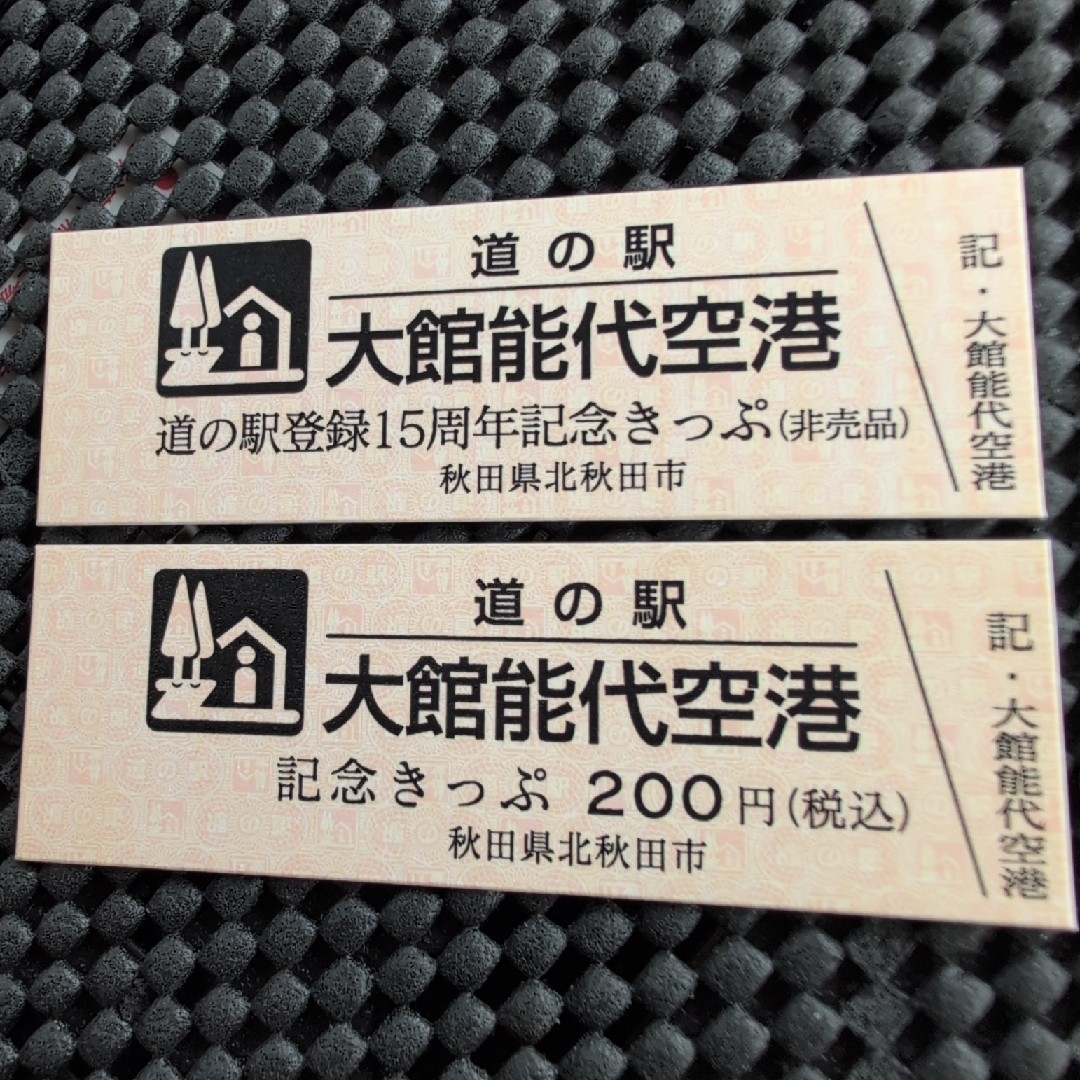 道の駅
大館能代空港
道の駅登録15周年記念きっぷ(非売品)
秋田県北秋田市
記・大館能代空港
道の駅
大館能代空港
記念きっぷ 200円(税込)
秋田県北秋田市
記・大館能代空港